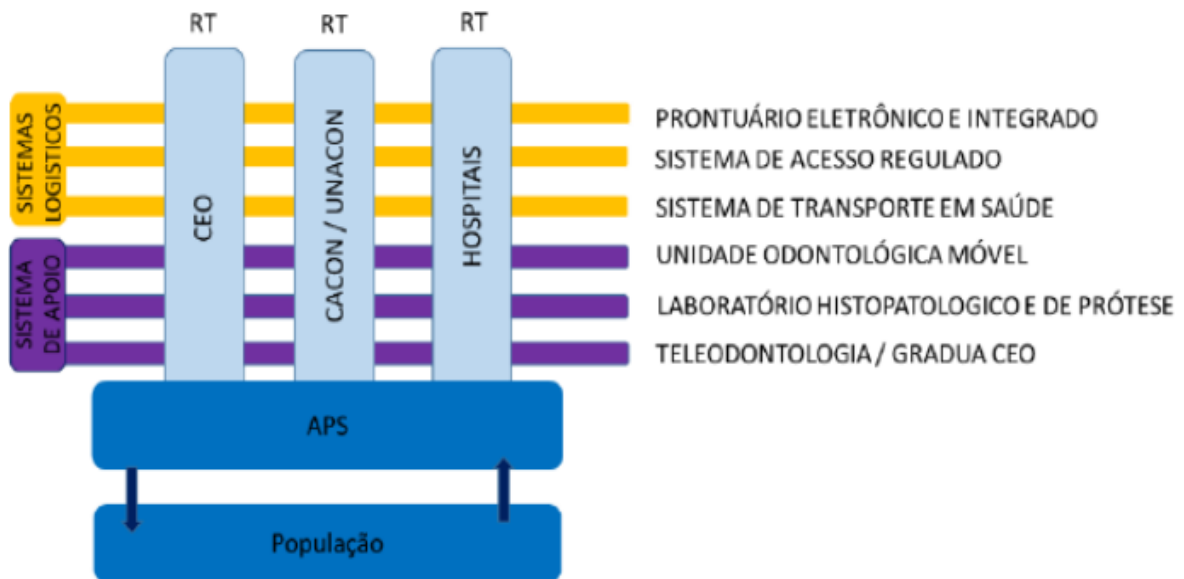 RT
RT
RT
SISTEMAS
LOGISTICOS
SISTEMA
DE APOIO
CEO
CACON / UNACON
HOSPITAIS
PRONTUÁRIO ELETRÔNICO E INTEGRADO
SISTEMA DE ACESSO REGULADO
SISTEMA DE TRANSPORTE EM SAÚDE
UNIDADE ODONTOLÓGICA MÓVEL
LABORATÓRIO HISTOPATOLOGICO E DE PRÓTESE
TELEODONTOLOGIA / GRADUA CEO
APS
População